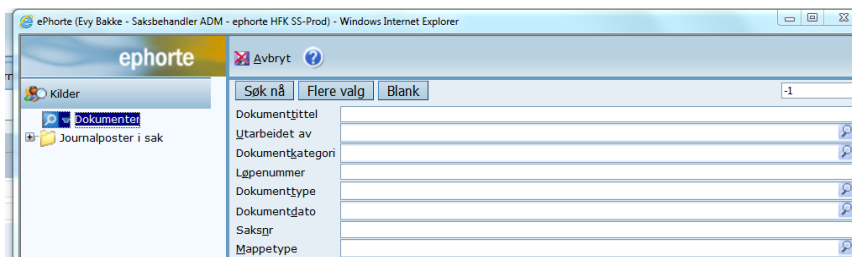 ePhorte (Evy Bakke - Saksbehandler ADM - ephorte HFK SS-Prod) - Windows Internet Explorer
ephorte
Avbryt
Kilder
Søk nå Flere valg Blank
-1
Dokumenter
Journalposter i sak
Dokumenttittel
Utarbeidet av
Dokumentkategori
Løpenummer
Dokumenttype
Dokumentdato
Saksnr
Mappetype